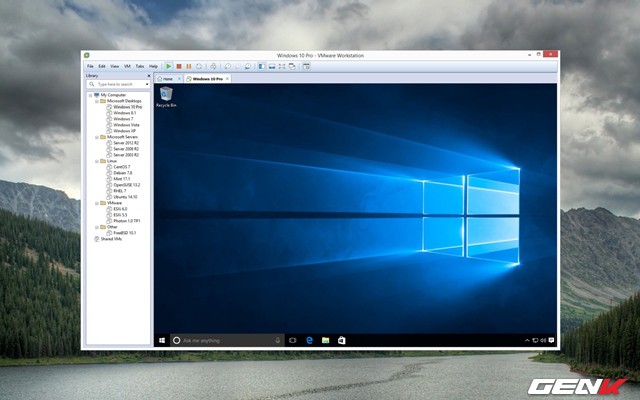 Windows 10 Pro - VMware Workstation
File Edit View VM Tabs Help
Library
Type here to search
Home
Windows 10 Pro
My Computer
Microsoft Desktops
Windows 10 Pro
Windows 8.1
Windows 7
Windows Vista
Windows XP
Microsoft Servers
Server 2012 R2
Server 2008 R2
Server 2003 R2
Linux
CentOS 7
Debian 7.8
Mint 17.1
OpenSUSE 13.2
RHEL 7
Ubuntu 14.10
VMware
ESXi 6.0
ESXi 5.5
Photon 1.0 TP1
Other
FreeBSD 10.1
Shared VMs
Recycle Bin
Ask me anything
GENK